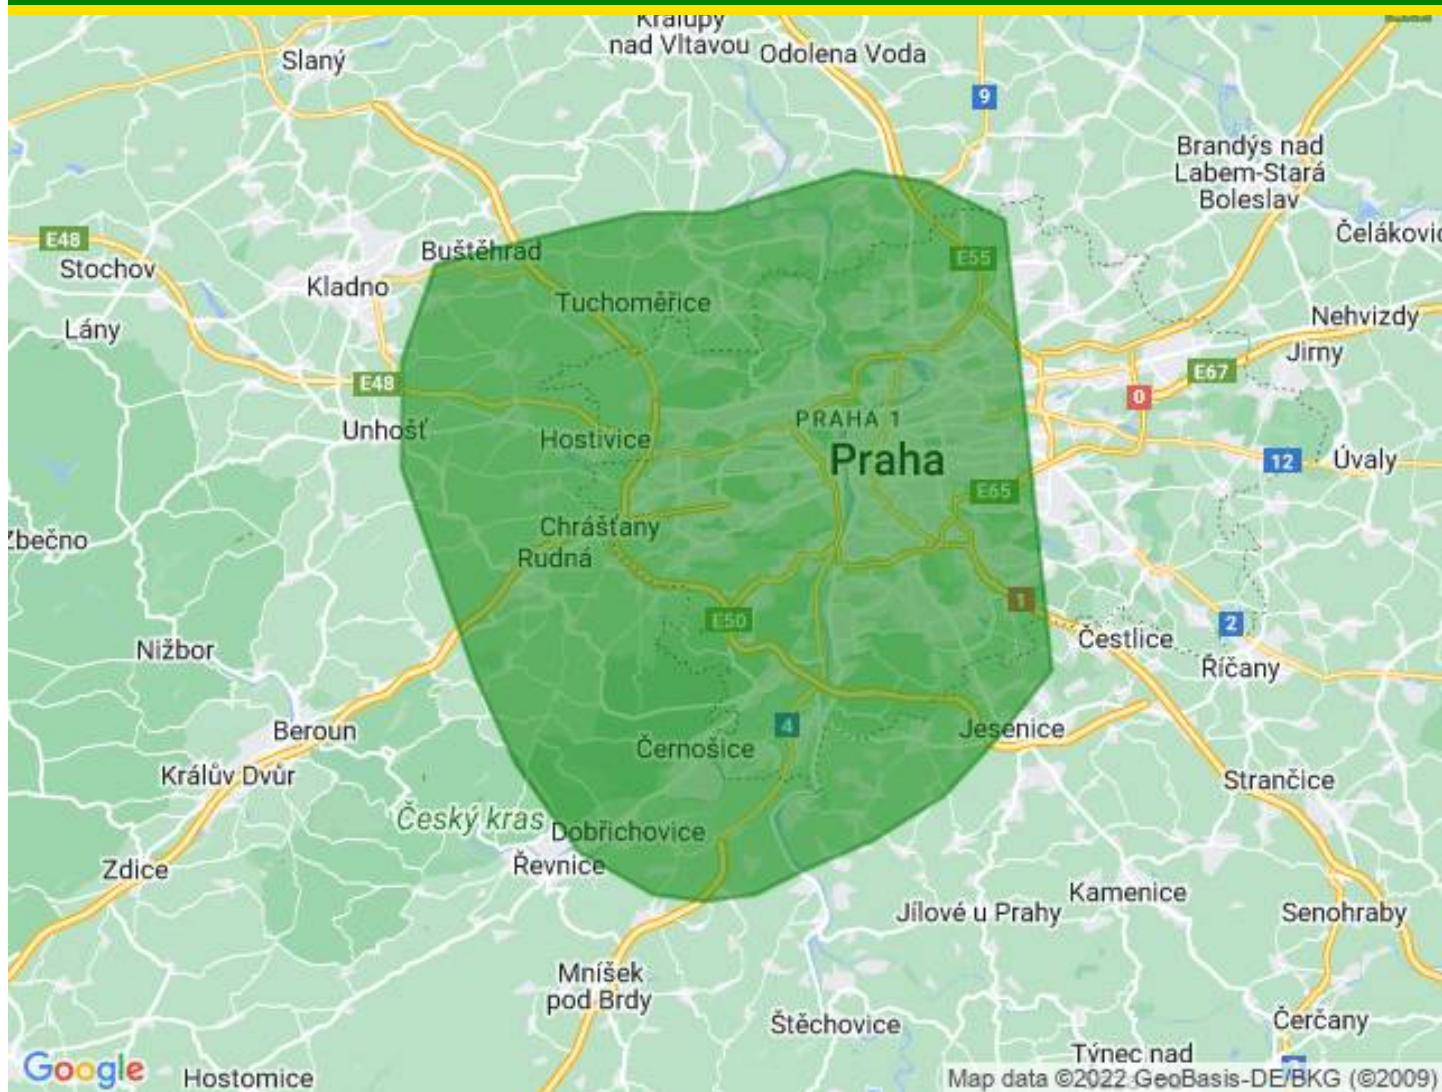 Kralupy
nad Vltavou
Odolena Voda
Slaný
9
Brandýs nad
Labem-Stará
Boleslav
Čelákovic
E48
Stochov
Buštěhrad
E55
Kladno
Tuchoměřice
Lány
Nehvizdy
Jirny
E48
E67
0
Unhošť
Hostivice
PRAHA 1
Praha
12
Úvaly
E65
Zbečno
Chrášťany
Rudná
1
E50
2
Nižbor
Čestlice
Říčany
Beroun
4
Jesenice
Černošice
Králův Dvůr
Strančice
Český kras
Dobřichovice
Řevnice
Zdice
Kamenice
Jílové u Prahy
Senohraby
Mníšek
pod Brdy
Štěchovice
Čerčany
Týnec nad
Google
Hostomice
Map data ©2022 GeoBasis-DE/BKG (©2009)